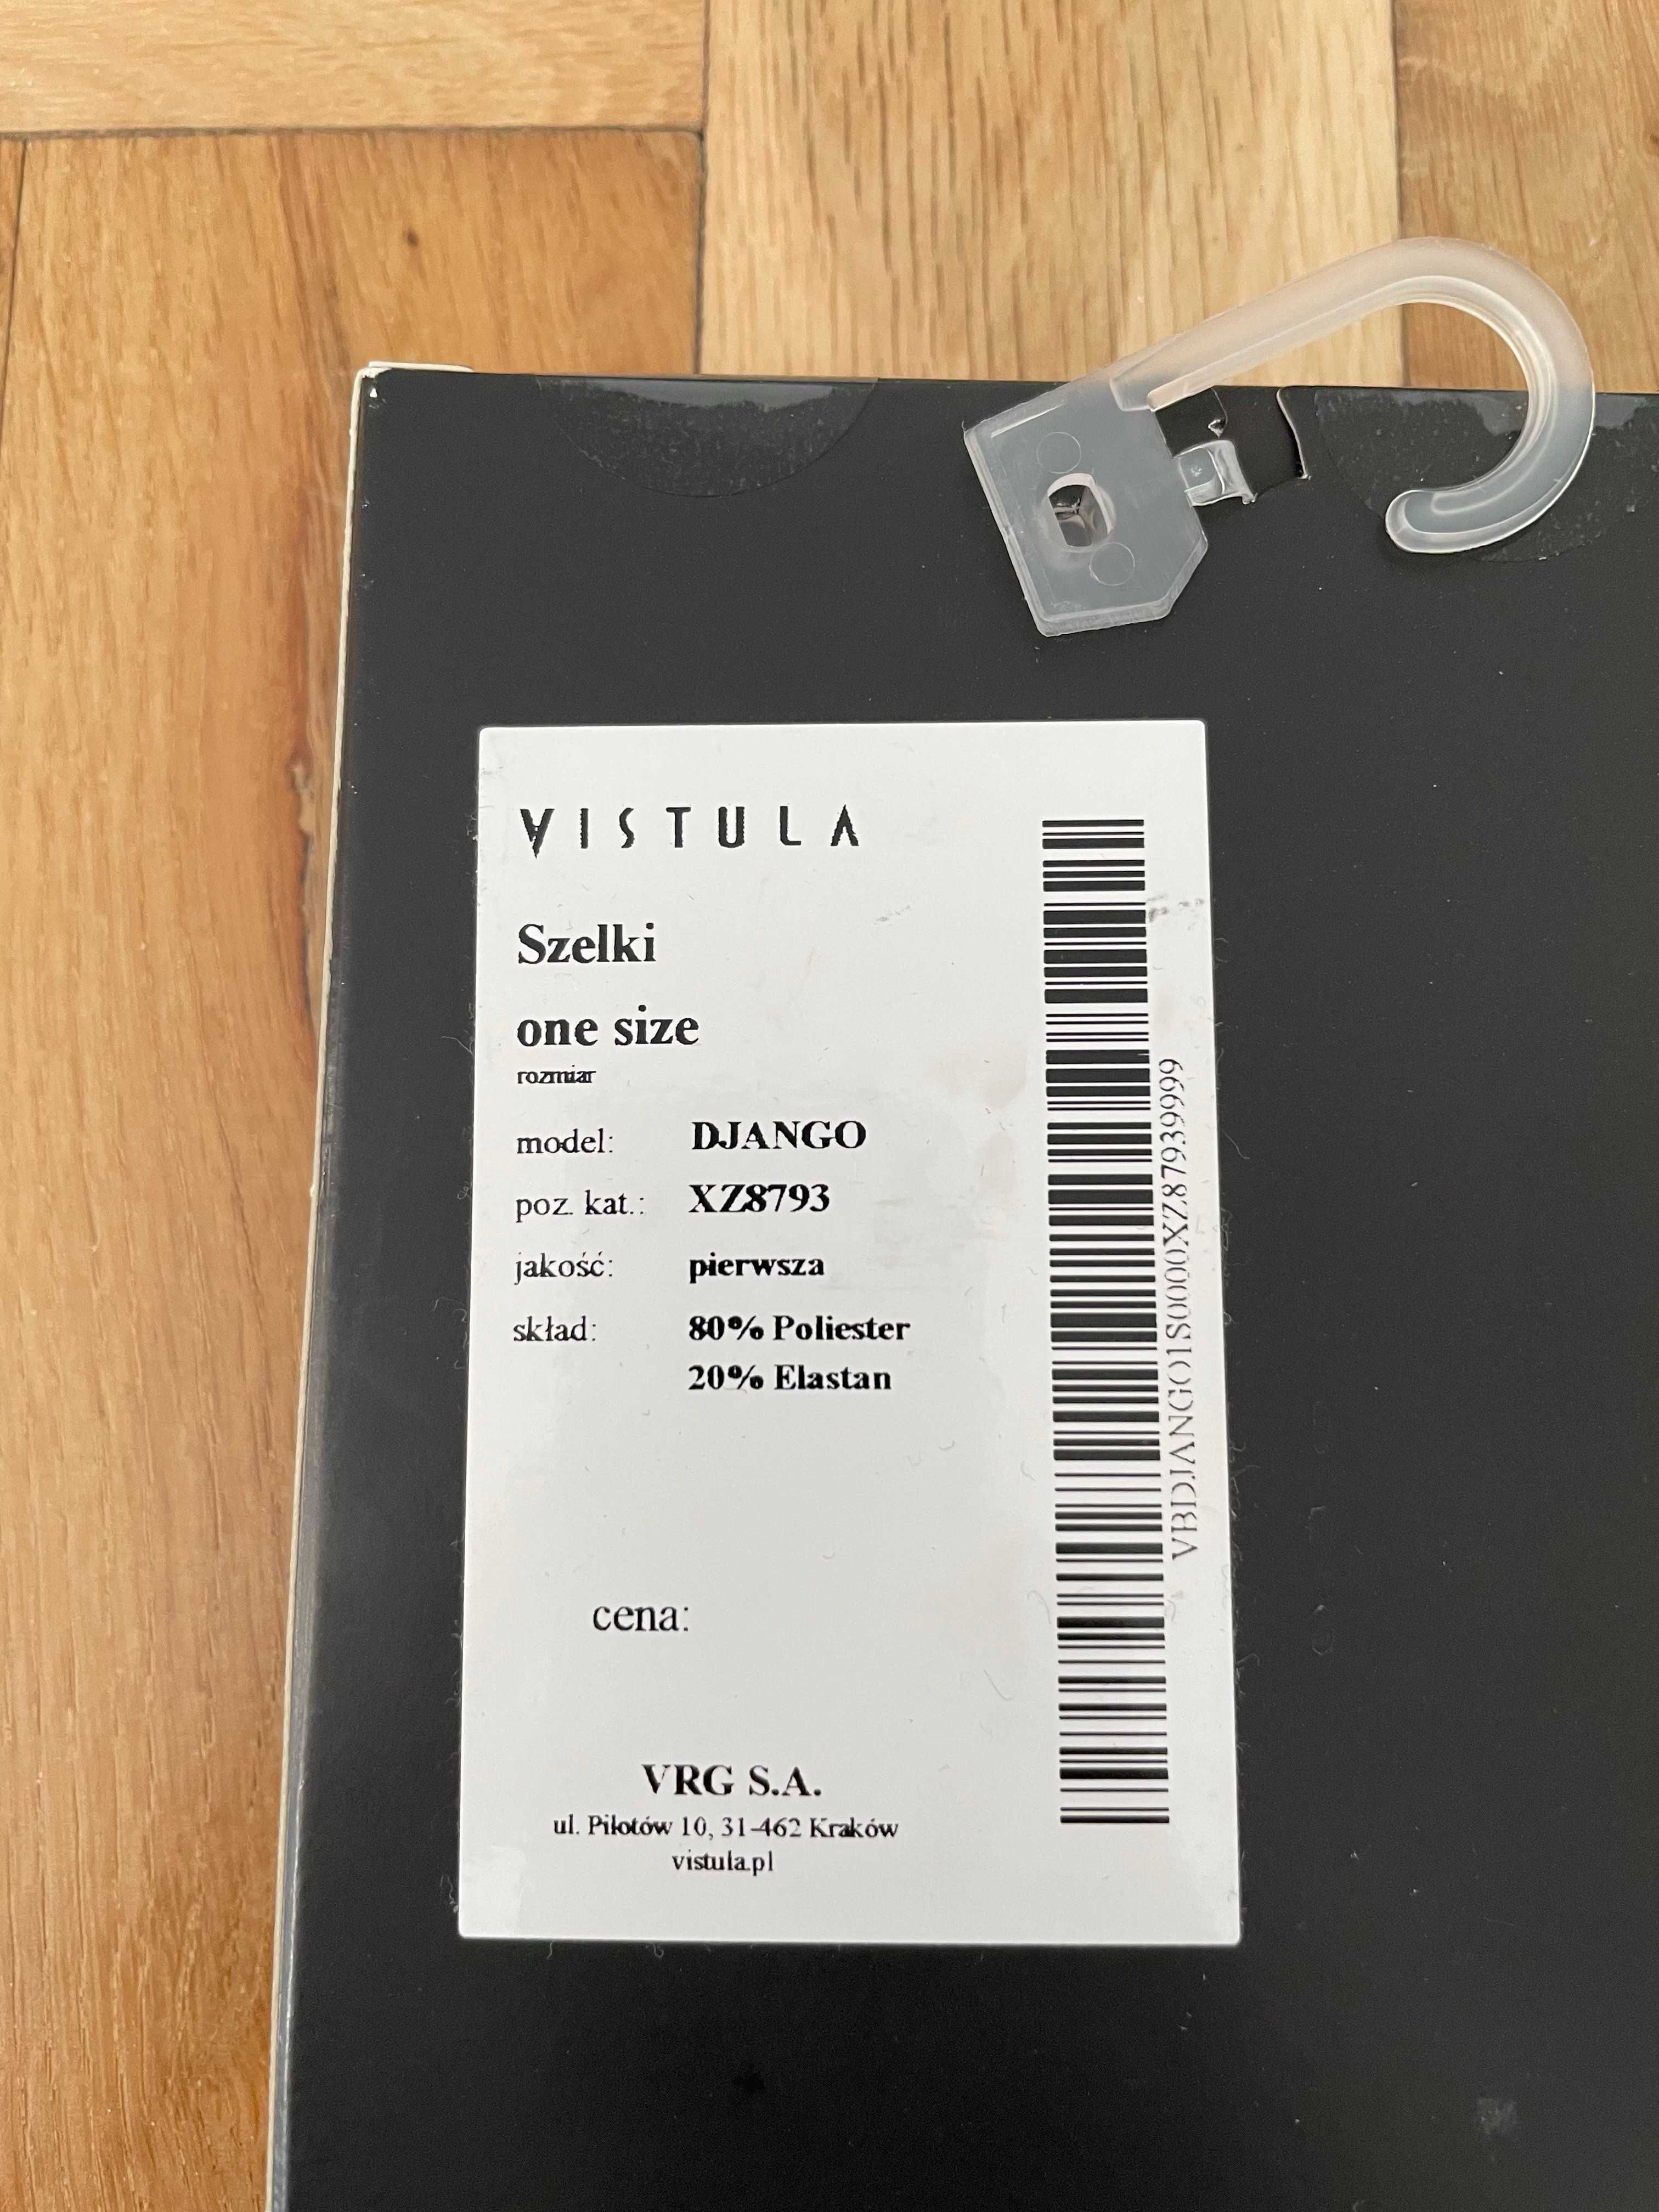 VISTULA
Szelki
one size
rozmiar
model: DJANGO
poz. kat.: XZ8793
jakość: pierwsza
skład: 80% Poliester
20% Elastan
cena:
VRG S.A.
ul. Pilotów 10, 31-462 Kraków
vistula.pl
VBDJANGO1S0000XZ87939999